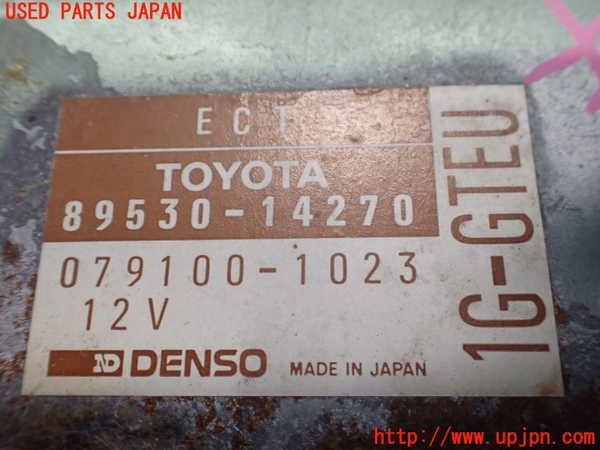 USED PARTS JAPAN
ECT
TOYOTA
89530-14270
079100-1023
12V
ND DENSO MADE IN JAPAN
1G-GTEU
http://www.upjpn.com